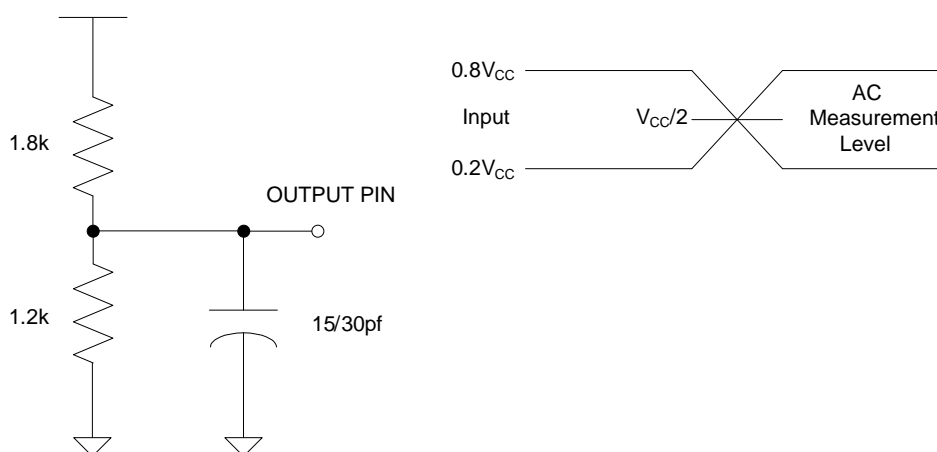 1.8k
OUTPUT PIN
1.2k
15/30pf
0.8VCC
Input
VCC/2
0.2VCC
AC
Measurement
Level